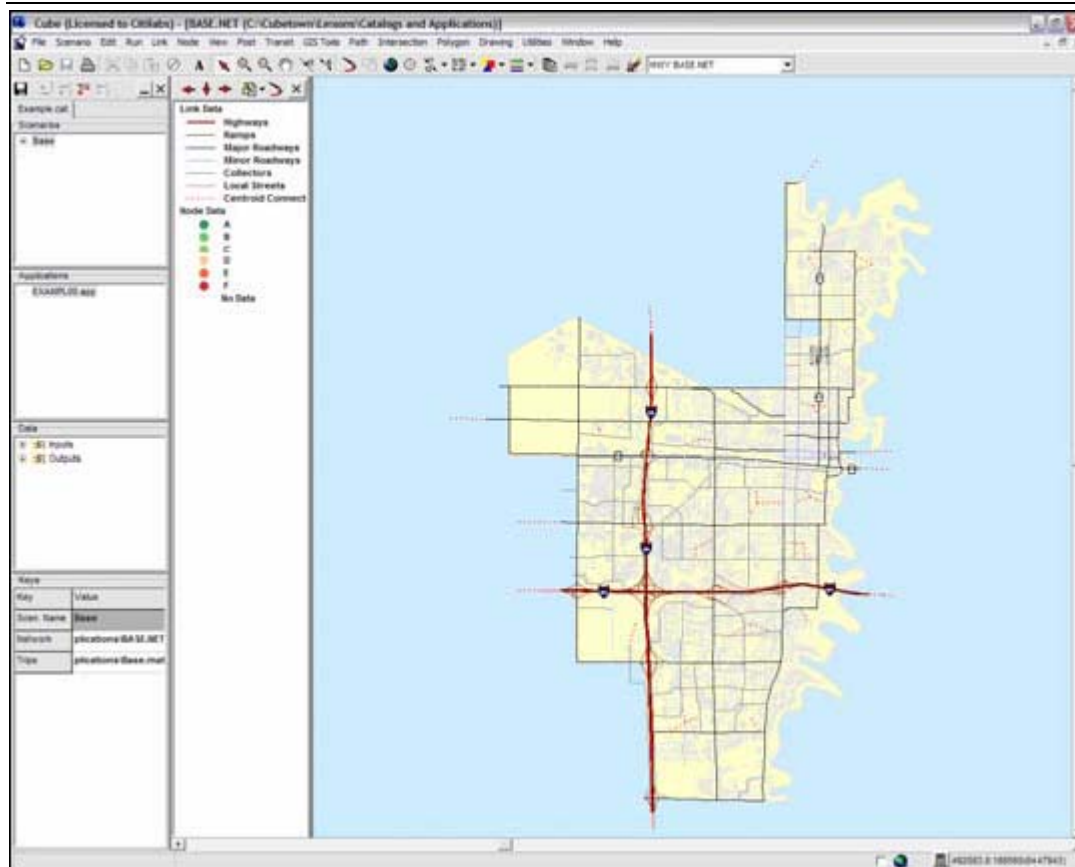 Cube (Licensed to Citilabs) - [BASE.NET (C:\Cubetown\Lessons\Catalogs and Applications)]
File Scenario Edit Run Link Node View Post Transit GIS Tools Path Intersection Polygon Drawing Utilities Window Help
A HWY BASE.NET
Example.cat
Scenarios
Base
Applications
Data
Inputs
Outputs
Keys
Key Value
Scen. Name Base
Network plications\BASE.NET
Trips plications\Base.mat
Link Data
Highways
Ramps
Major Roadways
Minor Roadways
Collectors
Local Streets
Centroid Connect
Node Data
A
B
C
D
E
F
No Data